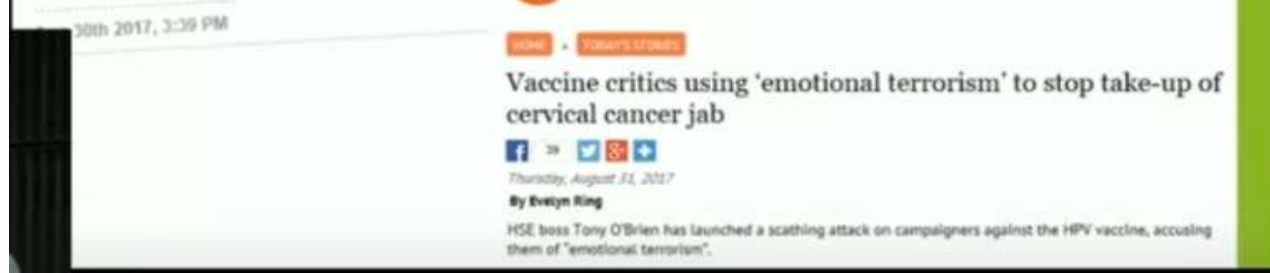 30th 2017, 3:39 PM
HOME
TODAY'S STORIES
Vaccine critics using 'emotional terrorism' to stop take-up of
cervical cancer jab
39
Thursday, August 31, 2017
By Evelyn Ring
HSE boss Tony O'Brien has launched a scathing attack on campaigners against the HPV vaccine, accusing
them of "emotional terrorism".